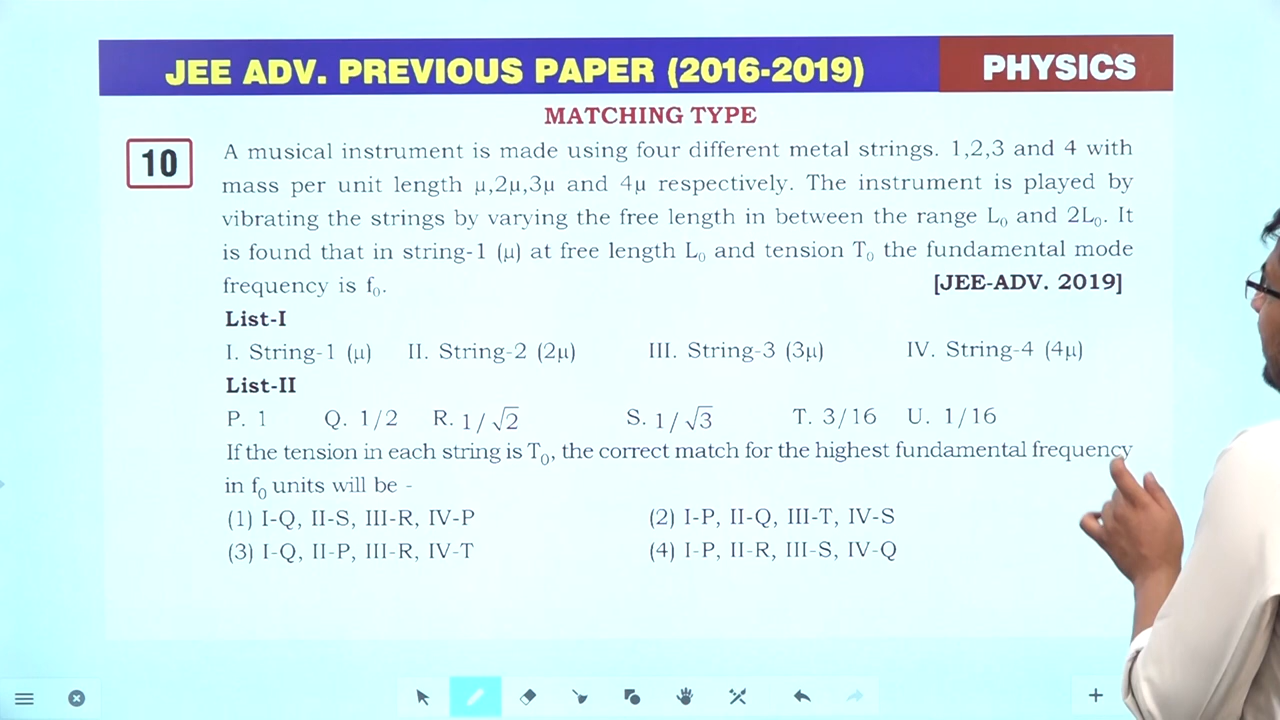 JEE ADV. PREVIOUS PAPER (2016-2019) PHYSICS
MATCHING TYPE
10 A musical instrument is made using four different metal strings. 1,2,3 and 4 with
mass per unit length μ,2μ,3μ and 4μ respectively. The instrument is played by
vibrating the strings by varying the free length in between the range L₀ and 2L₀. It
is found that in string-1 (μ) at free length L₀ and tension T₀ the fundamental mode
frequency is f₀. [JEE-ADV. 2019]
List-I
I. String-1 (μ) II. String-2 (2μ) III. String-3 (3μ) IV. String-4 (4μ)
List-II
P. 1 Q. 1/2 R. 1/√2 S. 1/√3 T. 3/16 U. 1/16
If the tension in each string is T₀, the correct match for the highest fundamental frequency
in f₀ units will be -
(1) I-Q, II-S, III-R, IV-P (2) I-P, II-Q, III-T, IV-S
(3) I-Q, II-P, III-R, IV-T (4) I-P, II-R, III-S, IV-Q